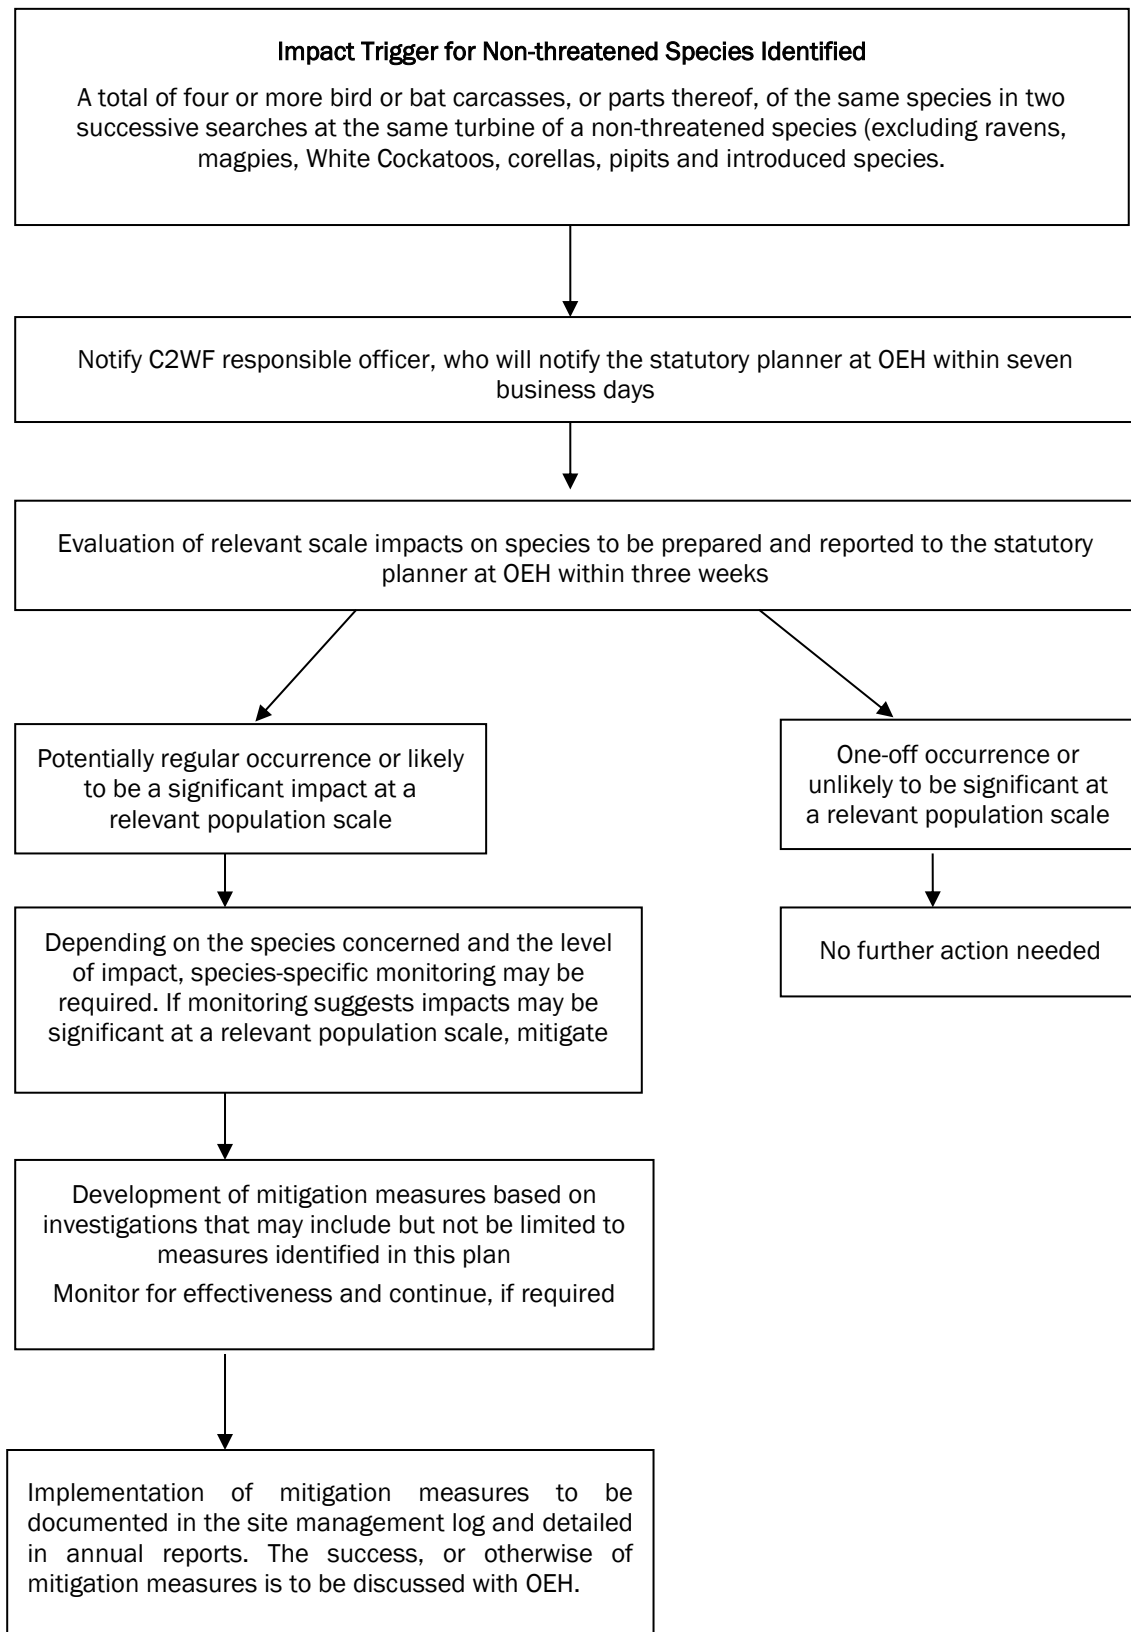 Impact Trigger for Non-threatened Species Identified
A total of four or more bird or bat carcasses, or parts thereof, of the same species in two
successive searches at the same turbine of a non-threatened species (excluding ravens,
magpies, White Cockatoos, corellas, pipits and introduced species.
Notify C2WF responsible officer, who will notify the statutory planner at OEH within seven
business days
Evaluation of relevant scale impacts on species to be prepared and reported to the statutory
planner at OEH within three weeks
Potentially regular occurrence or likely
to be a significant impact at a
relevant population scale
One-off occurrence or
unlikely to be significant at
a relevant population scale
Depending on the species concerned and the level
of impact, species-specific monitoring may be
required. If monitoring suggests impacts may be
significant at a relevant population scale, mitigate
No further action needed
Development of mitigation measures based on
investigations that may include but not be limited to
measures identified in this plan
Monitor for effectiveness and continue, if required
Implementation of mitigation measures to be
documented in the site management log and detailed
in annual reports. The success, or otherwise of
mitigation measures is to be discussed with OEH.